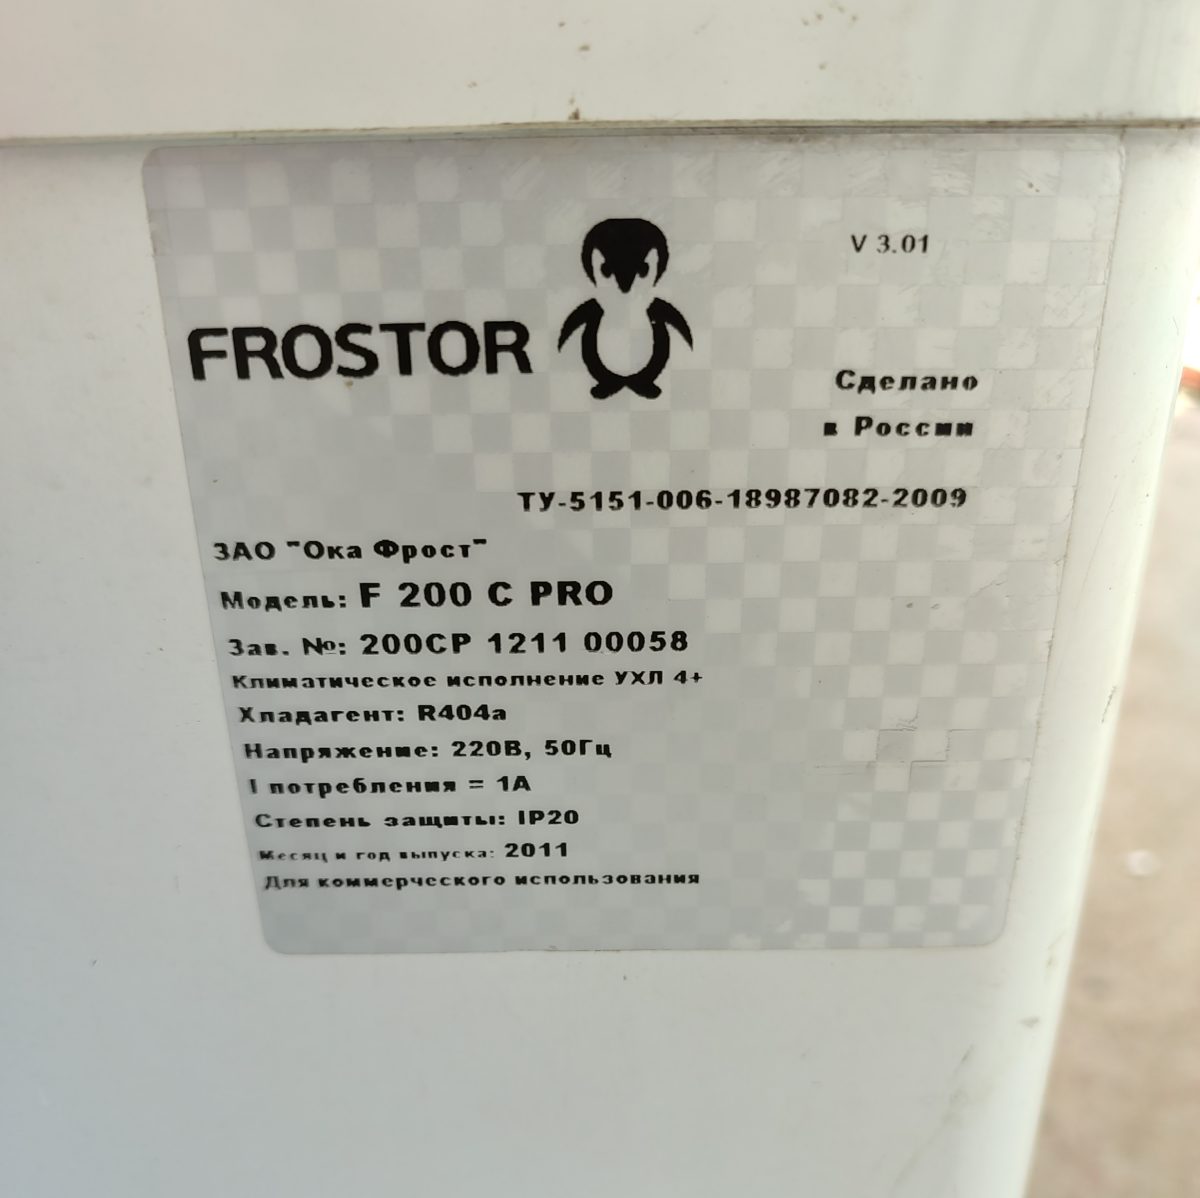 V 3.01
FROSTOR
Сделано
в России
ТУ-5151-006-18987082-2009
ЗАО "Ока Фрост"
Модель: F 200 C PRO
Зав. №: 200CP 1211 00058
Климатическое исполнение УХЛ 4+
Хладагент: R404a
Напряжение: 220В, 50Гц
I потребления = 1А
Степень защиты: IP20
Месяц и год выпуска: 2011
Для коммерческого использования